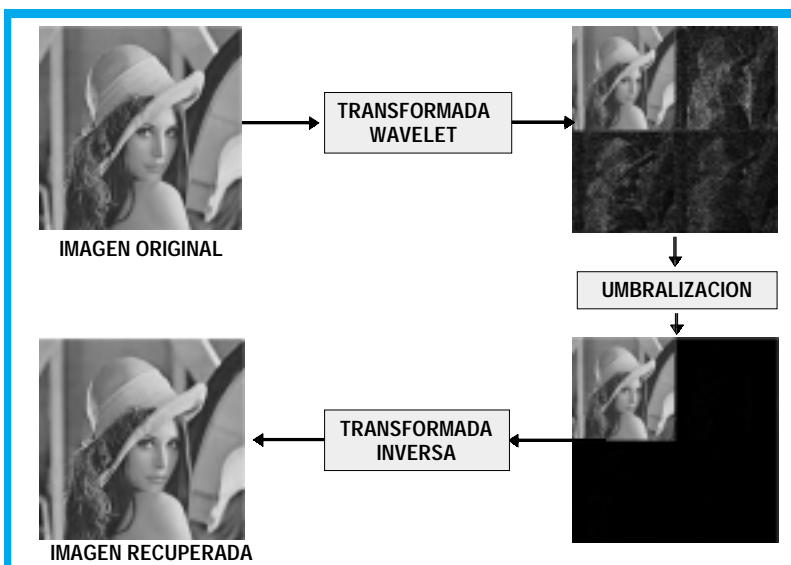 TRANSFORMADA
WAVELET
IMAGEN ORIGINAL
UMBRALIZACION
TRANSFORMADA
INVERSA
IMAGEN RECUPERADA